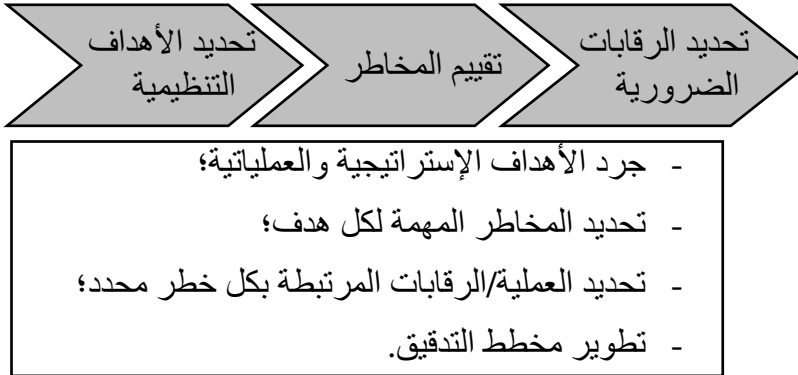 تحديد الأهداف
التنظيمية
تقييم المخاطر
تحديد الرقابات
الضرورية
- جرد الأهداف الإستراتيجية والعملياتية؛
- تحديد المخاطر المهمة لكل هدف؛
- تحديد العملية/الرقابات المرتبطة بكل خطر محدد؛
- تطوير مخطط التدقيق.